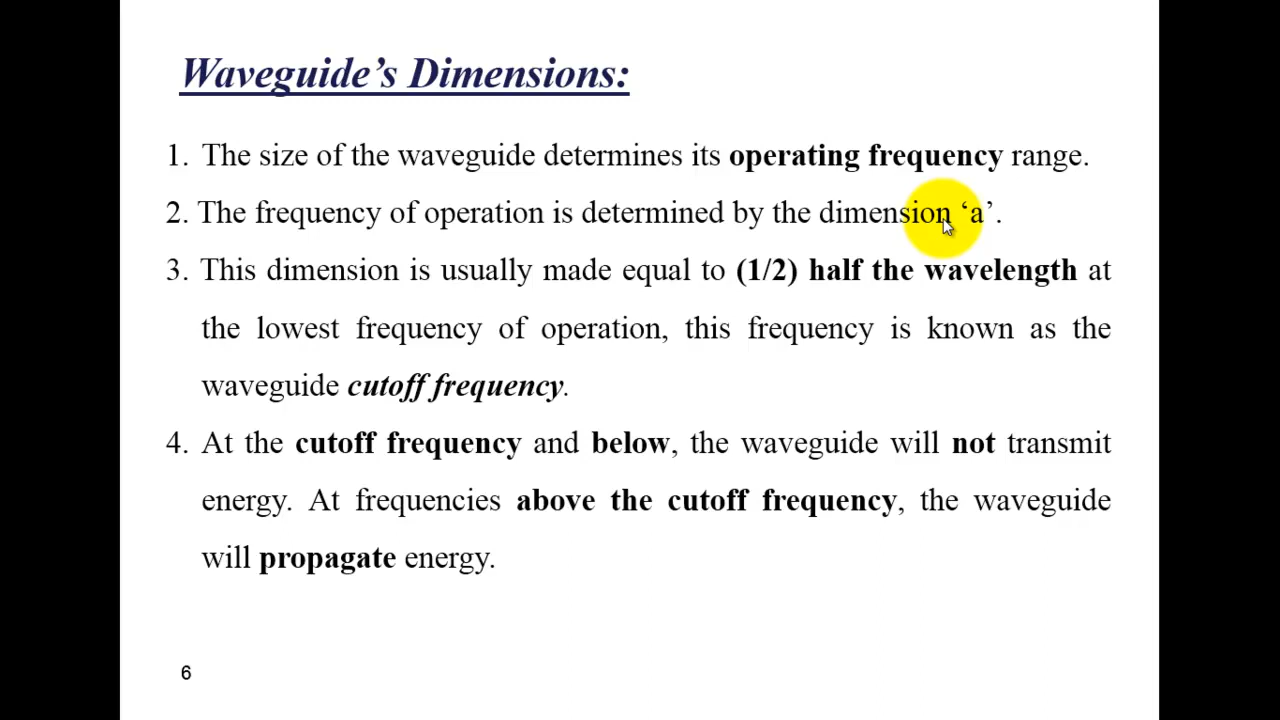 Waveguide’s Dimensions:
1. The size of the waveguide determines its operating frequency range.
2. The frequency of operation is determined by the dimension ‘a’.
3. This dimension is usually made equal to (1/2) half the wavelength at
the lowest frequency of operation, this frequency is known as the
waveguide cutoff frequency.
4. At the cutoff frequency and below, the waveguide will not transmit
energy. At frequencies above the cutoff frequency, the waveguide
will propagate energy.
6